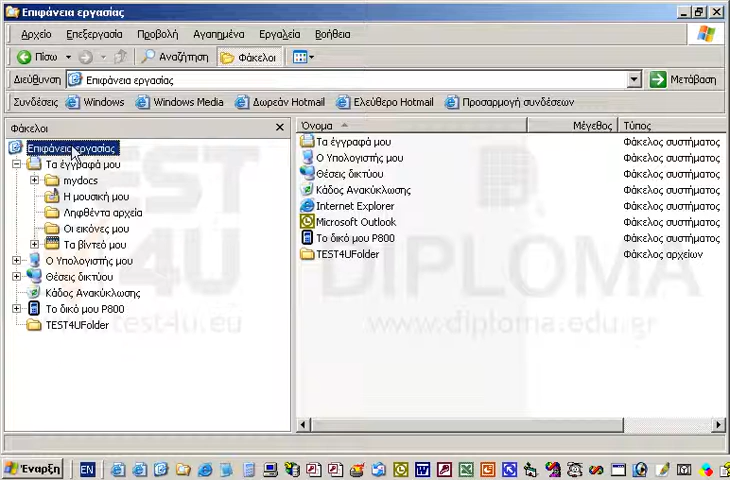 Επιφάνεια εργασίας
Αρχείο Επεξεργασία Προβολή Αγαπημένα Εργαλεία Βοήθεια
Πίσω Αναζήτηση Φάκελοι
Διεύθυνση Επιφάνεια εργασίας Μετάβαση
Συνδέσεις Windows Windows Media Δωρεάν Hotmail Ελεύθερο Hotmail Προσαρμογή συνδέσεων
Φάκελοι
Επιφάνεια εργασίας
Τα έγγραφά μου
mydocs
Η μουσική μου
Ληφθέντα αρχεία
Οι εικόνες μου
Τα βίντεό μου
Ο Υπολογιστής μου
Θέσεις δικτύου
Κάδος Ανακύκλωσης
Το δικό μου P800
TEST4UFolder
Όνομα Μέγεθος Τύπος
Τα έγγραφά μου Φάκελος συστήματος
Ο Υπολογιστής μου Φάκελος συστήματος
Θέσεις δικτύου Φάκελος συστήματος
Κάδος Ανακύκλωσης Φάκελος συστήματος
Internet Explorer Φάκελος συστήματος
Microsoft Outlook Φάκελος συστήματος
Το δικό μου P800 Φάκελος συστήματος
TEST4UFolder Φάκελος αρχείων
TEST
4U
test-4u.eu
DIPLOMA
www.diploma.edu.gr
Έναρξη EN